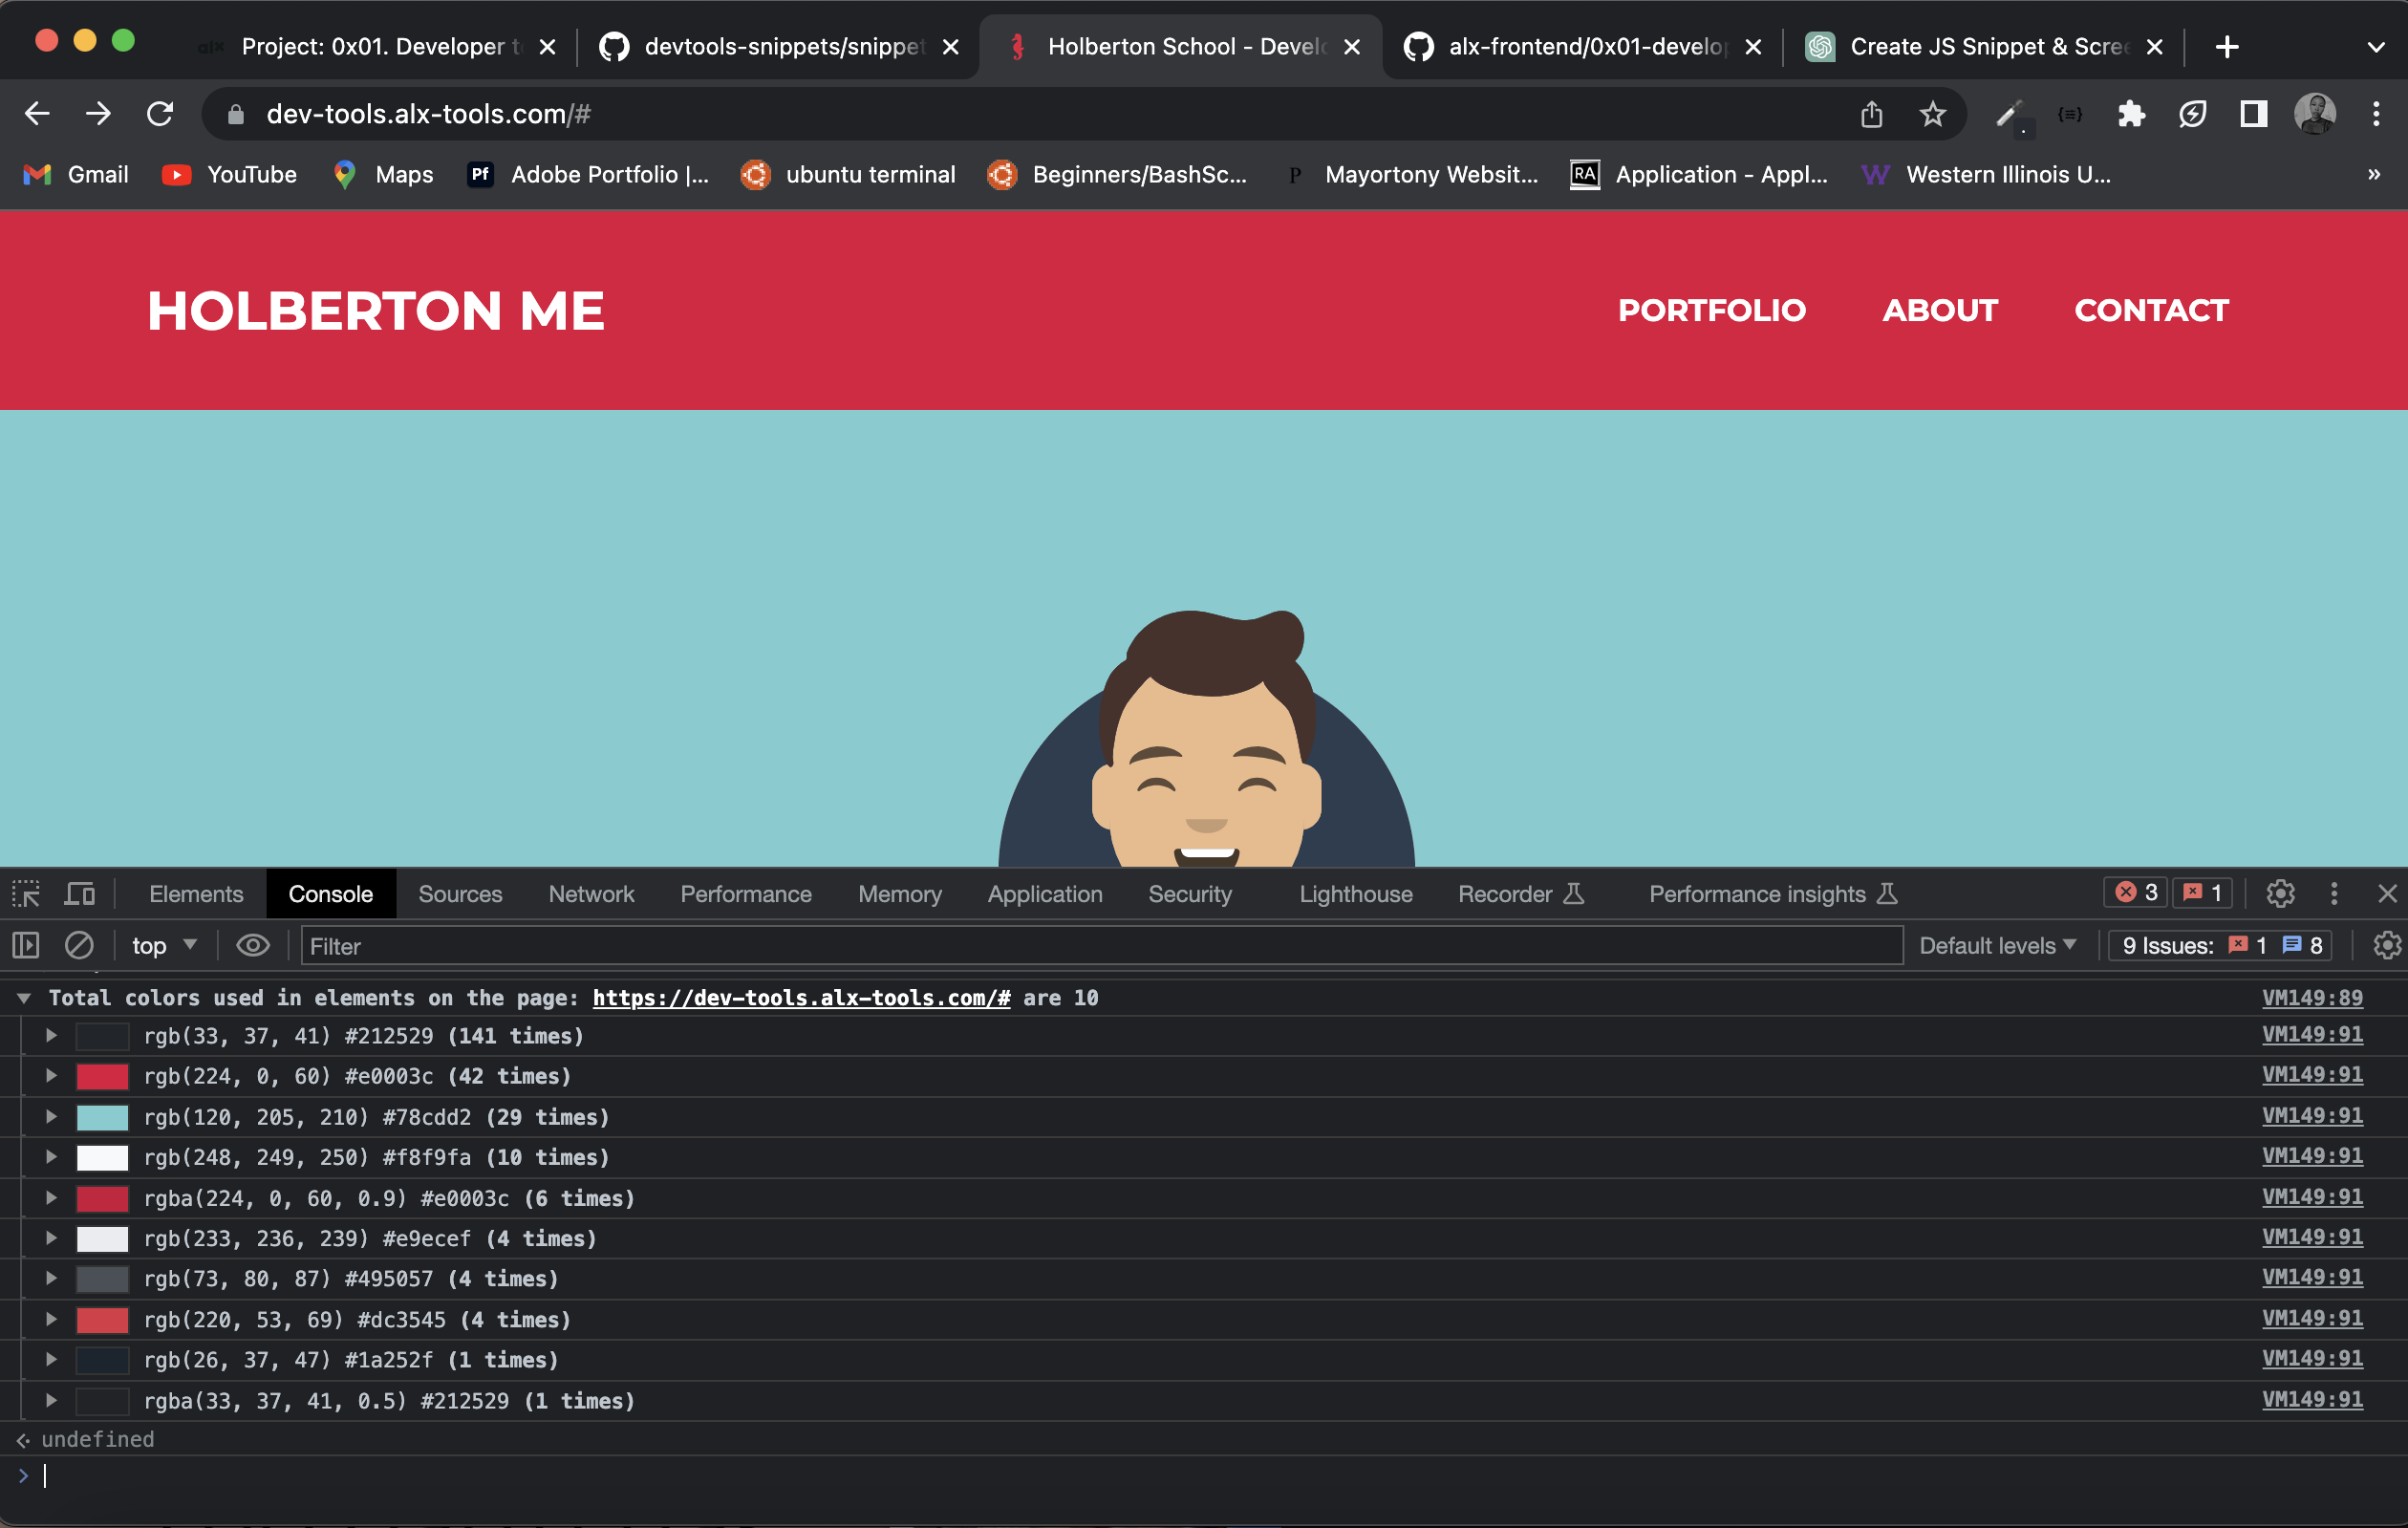 alx Project: 0x01. Developer t
devtools-snippets/snippet
Holberton School - Devel
alx-frontend/0x01-develop
Create JS Snippet & Scre
dev-tools.alx-tools.com/#
Gmail
YouTube
Maps
Pf Adobe Portfolio |...
ubuntu terminal
Beginners/BashSc...
P Mayortony Websit...
RA Application - Appl...
W Western Illinois U...
»
HOLBERTON ME
PORTFOLIO ABOUT CONTACT
Elements Console Sources Network Performance Memory Application Security Lighthouse Recorder Performance insights 3 1
top Filter Default levels 9 Issues: 1 8
Total colors used in elements on the page: https://dev-tools.alx-tools.com/# are 10 VM149:89
rgb(33, 37, 41) #212529 (141 times) VM149:91
rgb(224, 0, 60) #e0003c (42 times) VM149:91
rgb(120, 205, 210) #78cdd2 (29 times) VM149:91
rgb(248, 249, 250) #f8f9fa (10 times) VM149:91
rgba(224, 0, 60, 0.9) #e0003c (6 times) VM149:91
rgb(233, 236, 239) #e9ecef (4 times) VM149:91
rgb(73, 80, 87) #495057 (4 times) VM149:91
rgb(220, 53, 69) #dc3545 (4 times) VM149:91
rgb(26, 37, 47) #1a252f (1 times) VM149:91
rgba(33, 37, 41, 0.5) #212529 (1 times) VM149:91
undefined